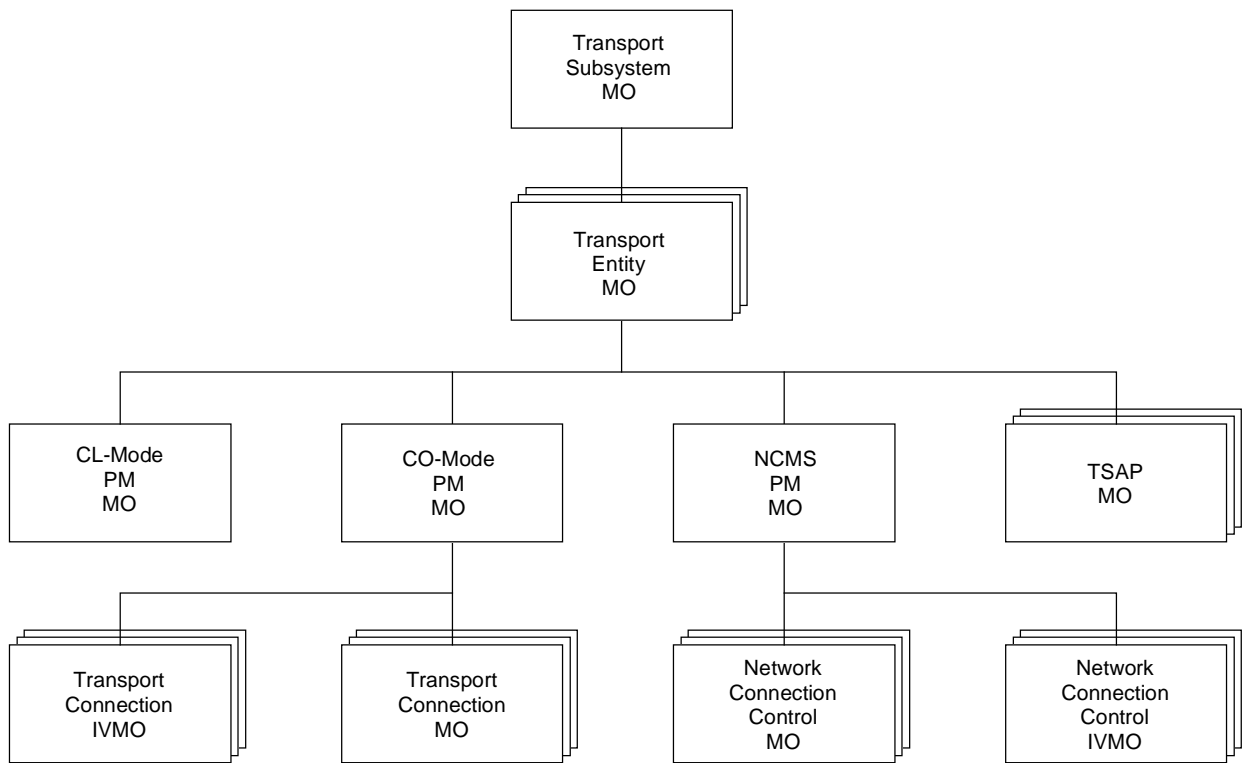 Transport
Subsystem
MO
Transport
Entity
MO
CL-Mode
PM
MO
CO-Mode
PM
MO
NCMS
PM
MO
TSAP
MO
Transport
Connection
IVMO
Transport
Connection
MO
Network
Connection
Control
MO
Network
Connection
Control
IVMO